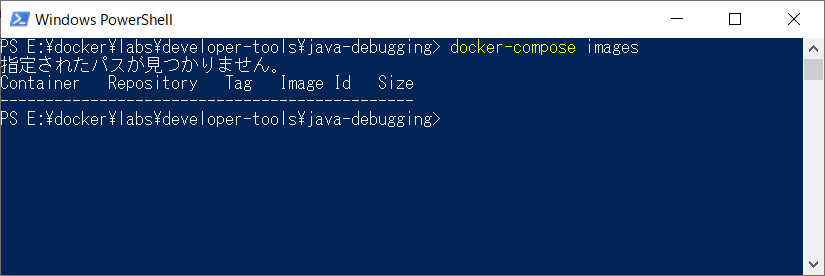 Windows PowerShell
PS E:¥docker¥labs¥developer-tools¥java-debugging> docker-compose images
指定されたパスが見つかりません。
Container   Repository   Tag   Image Id   Size
----------------------------------------------
PS E:¥docker¥labs¥developer-tools¥java-debugging>